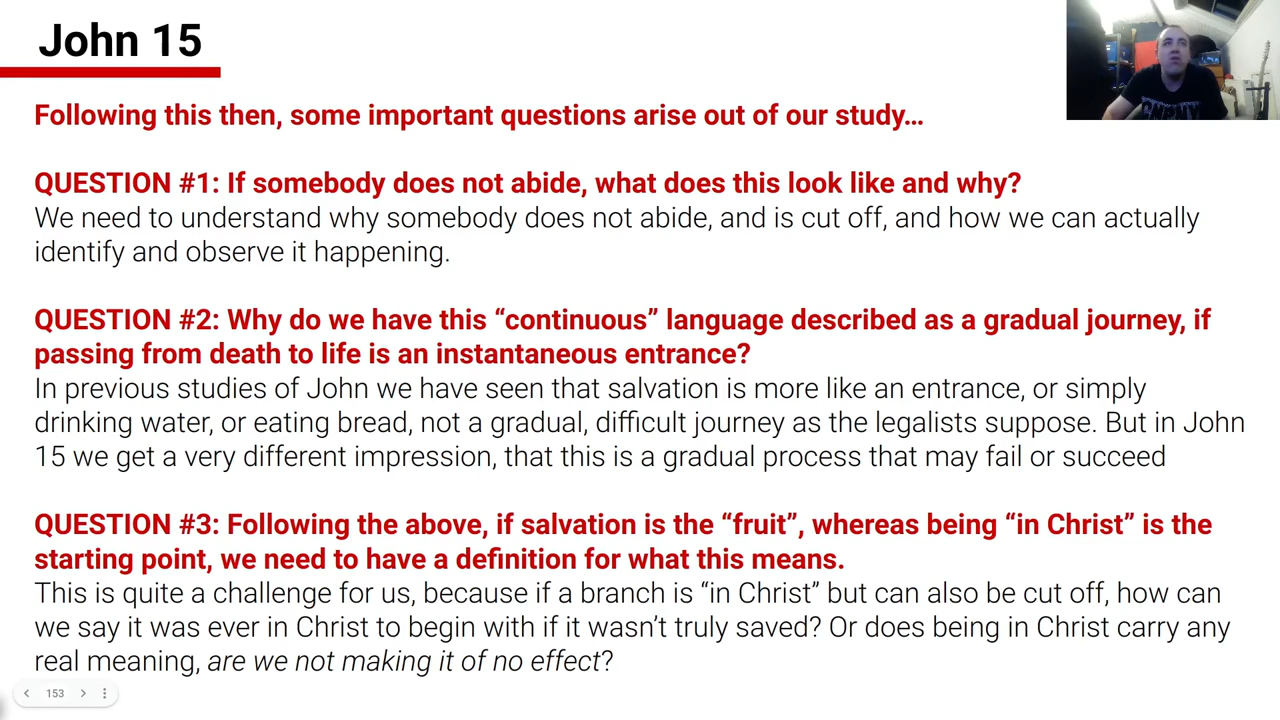 John 15
Following this then, some important questions arise out of our study…
QUESTION #1: If somebody does not abide, what does this look like and why?
We need to understand why somebody does not abide, and is cut off, and how we can actually
identify and observe it happening.
QUESTION #2: Why do we have this “continuous” language described as a gradual journey, if
passing from death to life is an instantaneous entrance?
In previous studies of John we have seen that salvation is more like an entrance, or simply
drinking water, or eating bread, not a gradual, difficult journey as the legalists suppose. But in John
15 we get a very different impression, that this is a gradual process that may fail or succeed
QUESTION #3: Following the above, if salvation is the “fruit”, whereas being “in Christ” is the
starting point, we need to have a definition for what this means.
This is quite a challenge for us, because if a branch is “in Christ” but can also be cut off, how can
we say it was ever in Christ to begin with if it wasn’t truly saved? Or does being in Christ carry any
real meaning, are we not making it of no effect?
153